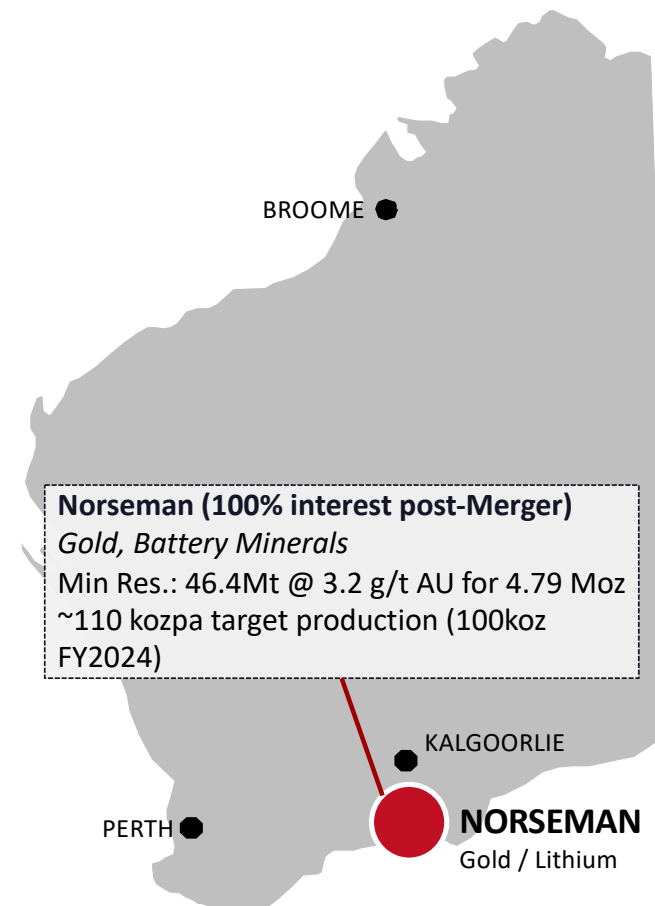 BROOME
Norseman (100% interest post-Merger)
Gold, Battery Minerals
Min Res.: 46.4Mt @ 3.2 g/t AU for 4.79 Moz
~110 kozpa target production (100koz
FY2024)
KALGOORLIE
PERTH
NORSEMAN
Gold / Lithium